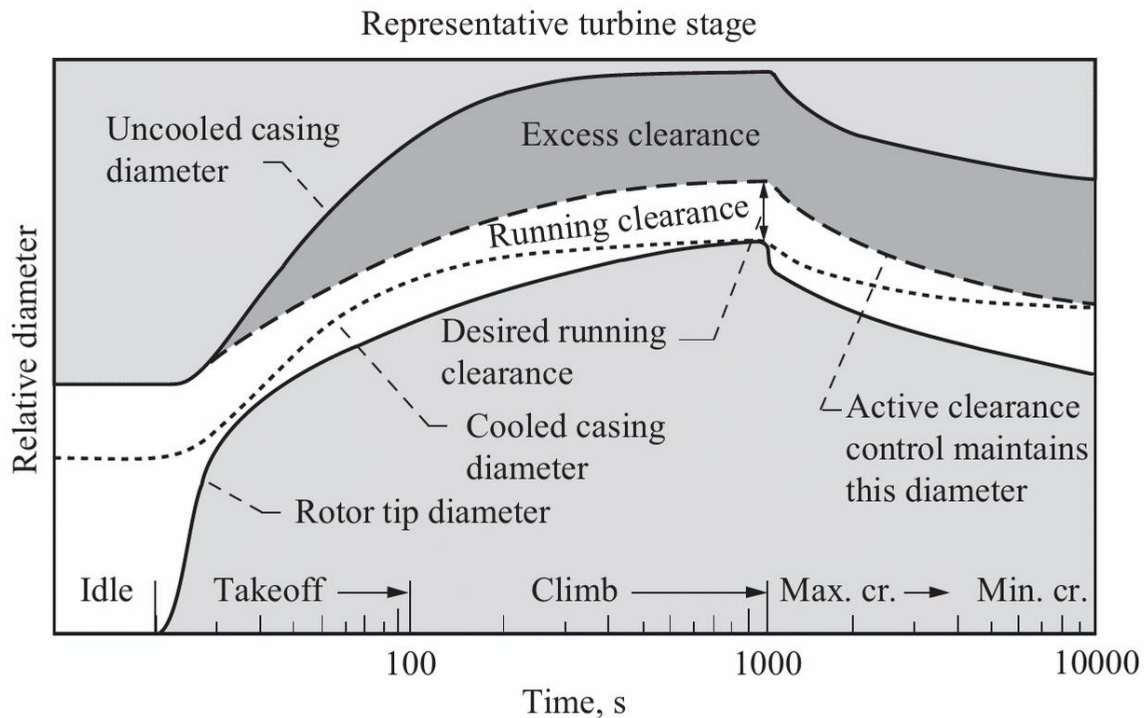 Representative turbine stage
Uncooled casing
diameter
Excess clearance
Running clearance
Relative diameter
Desired running
clearance
Active clearance
control maintains
this diameter
Cooled casing
diameter
Rotor tip diameter
Idle
Takeoff
Climb
Max. cr.
Min. cr.
100
1000
10000
Time, s